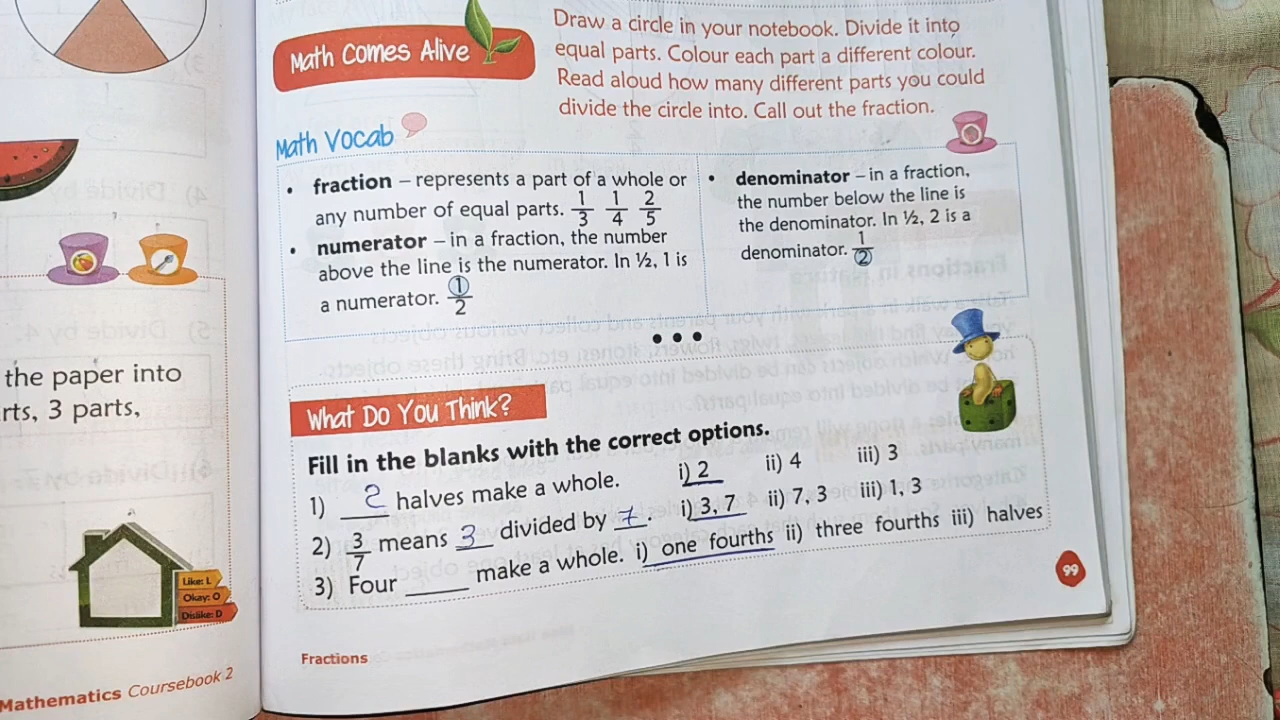 the paper into
rts, 3 parts,
Like: L
Okay: O
Dislike: D
Mathematics Coursebook 2
Math Comes Alive
Draw a circle in your notebook. Divide it into
equal parts. Colour each part a different colour.
Read aloud how many different parts you could
divide the circle into. Call out the fraction.
Math Vocab
• fraction – represents a part of a whole or
any number of equal parts. 1/3 1/4 2/5
• numerator – in a fraction, the number
above the line is the numerator. In ½, 1 is
a numerator. 1/2
• denominator – in a fraction,
the number below the line is
the denominator. In ½, 2 is a
denominator. 1/2
What Do You Think?
Fill in the blanks with the correct options.
1) 2 halves make a whole. i) 2 ii) 4 iii) 3
2) 3/7 means 3 divided by 7. i) 3, 7 ii) 7, 3 iii) 1, 3
3) Four ____ make a whole. i) one fourths ii) three fourths iii) halves
99
Fractions